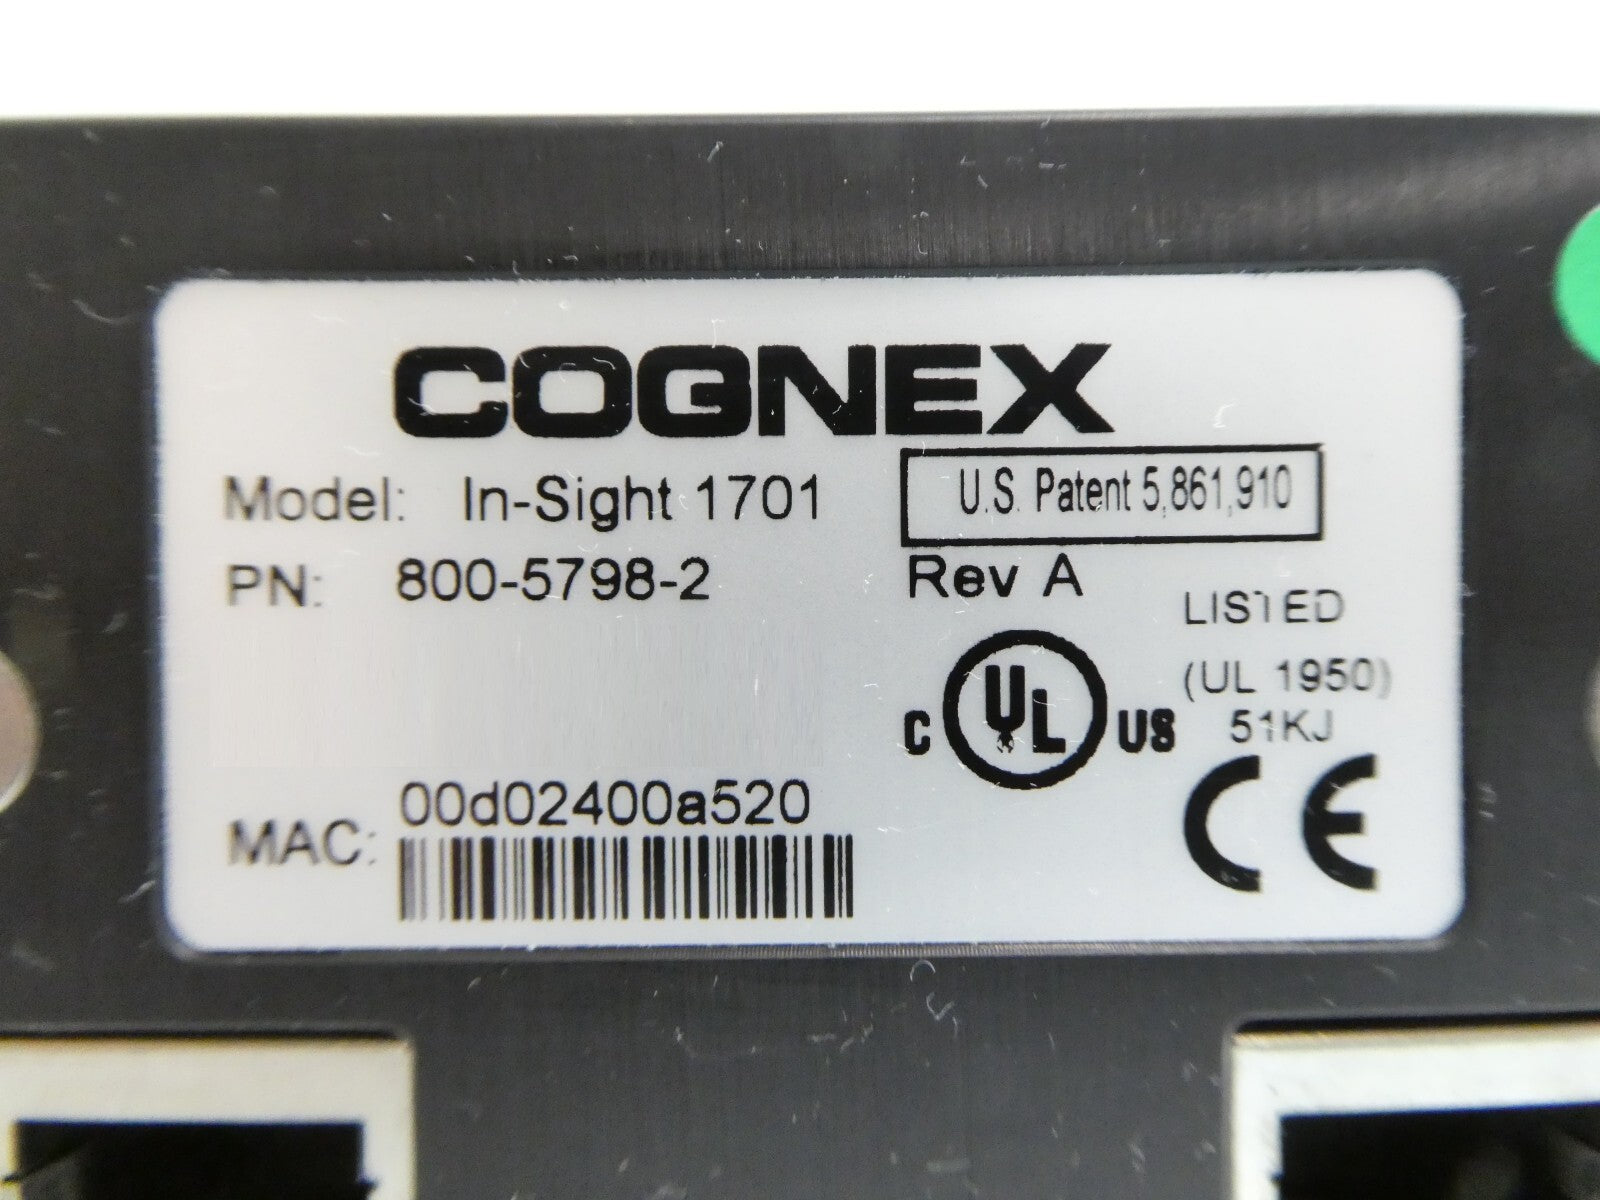 COGNEX
Model: In-Sight 1701
U.S. Patent 5,861,910
PN: 800-5798-2
Rev A
LISTED
(UL 1950)
51KJ
C UL US
CE
MAC: 00d02400a520